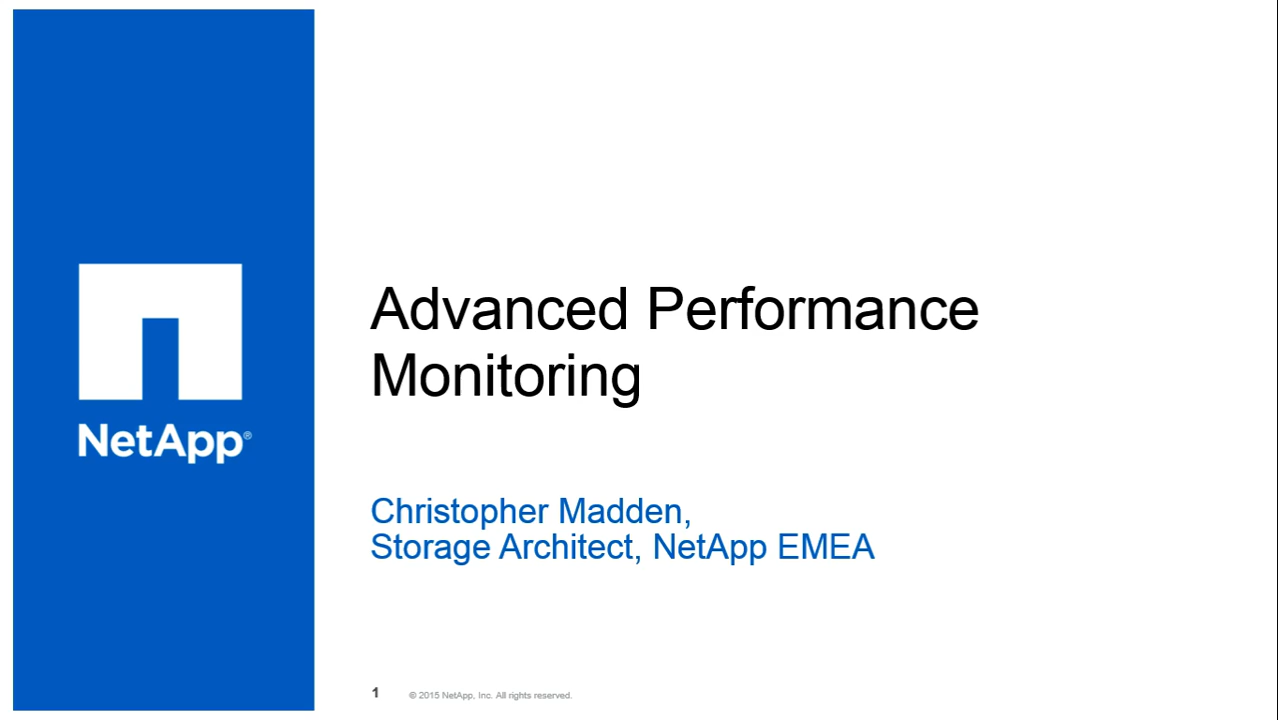 NetApp®
Advanced Performance
Monitoring
Christopher Madden,
Storage Architect, NetApp EMEA
1 © 2015 NetApp, Inc. All rights reserved.